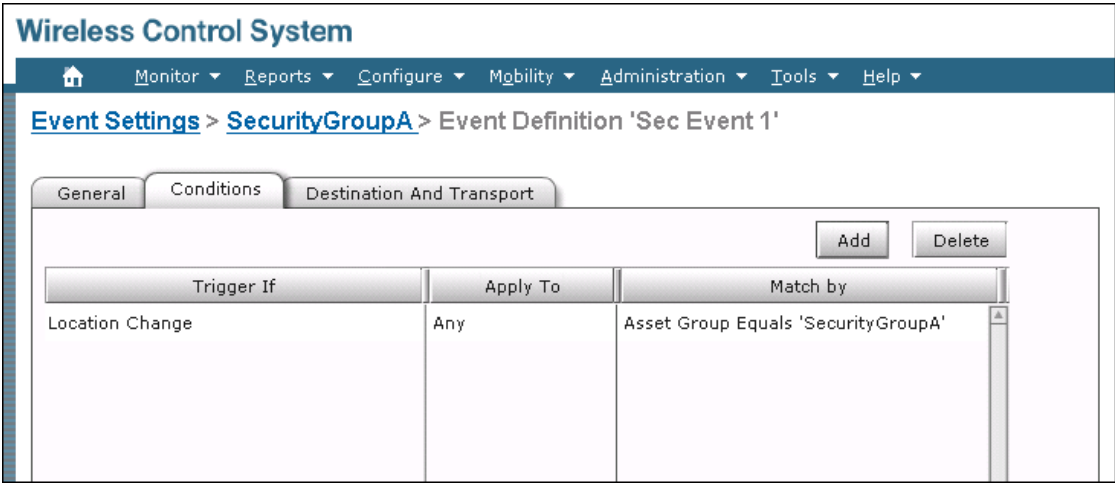 Wireless Control System
Monitor Reports Configure Mobility Administration Tools Help
Event Settings > SecurityGroupA > Event Definition 'Sec Event 1'
General Conditions Destination And Transport
Add Delete
Trigger If Apply To Match by
Location Change Any Asset Group Equals 'SecurityGroupA'